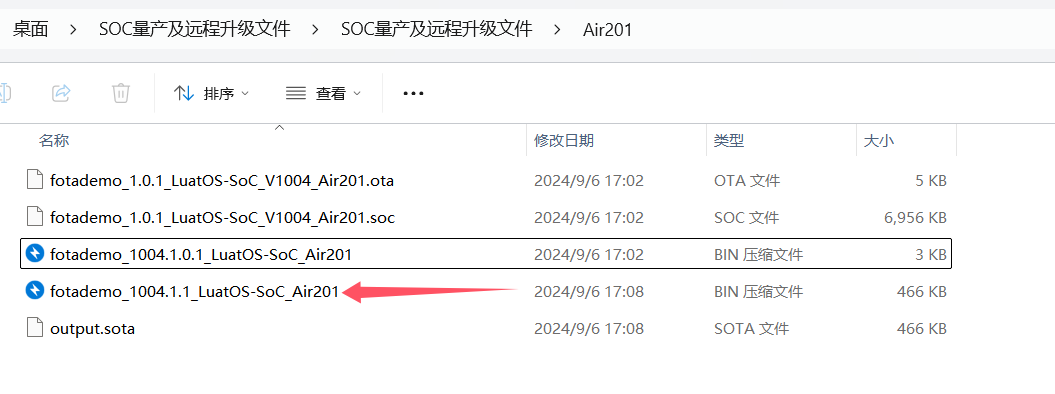 桌面 > SOC量产及远程升级文件 > SOC量产及远程升级文件 > Air201
排序 查看 •••
名称 修改日期 类型 大小
fotademo_1.0.1_LuatOS-SoC_V1004_Air201.ota 2024/9/6 17:02 OTA 文件 5 KB
fotademo_1.0.1_LuatOS-SoC_V1004_Air201.soc 2024/9/6 17:02 SOC 文件 6,956 KB
fotademo_1004.1.0.1_LuatOS-SoC_Air201 2024/9/6 17:02 BIN 压缩文件 3 KB
fotademo_1004.1.1_LuatOS-SoC_Air201 2024/9/6 17:08 BIN 压缩文件 466 KB
output.sota 2024/9/6 17:08 SOTA 文件 466 KB